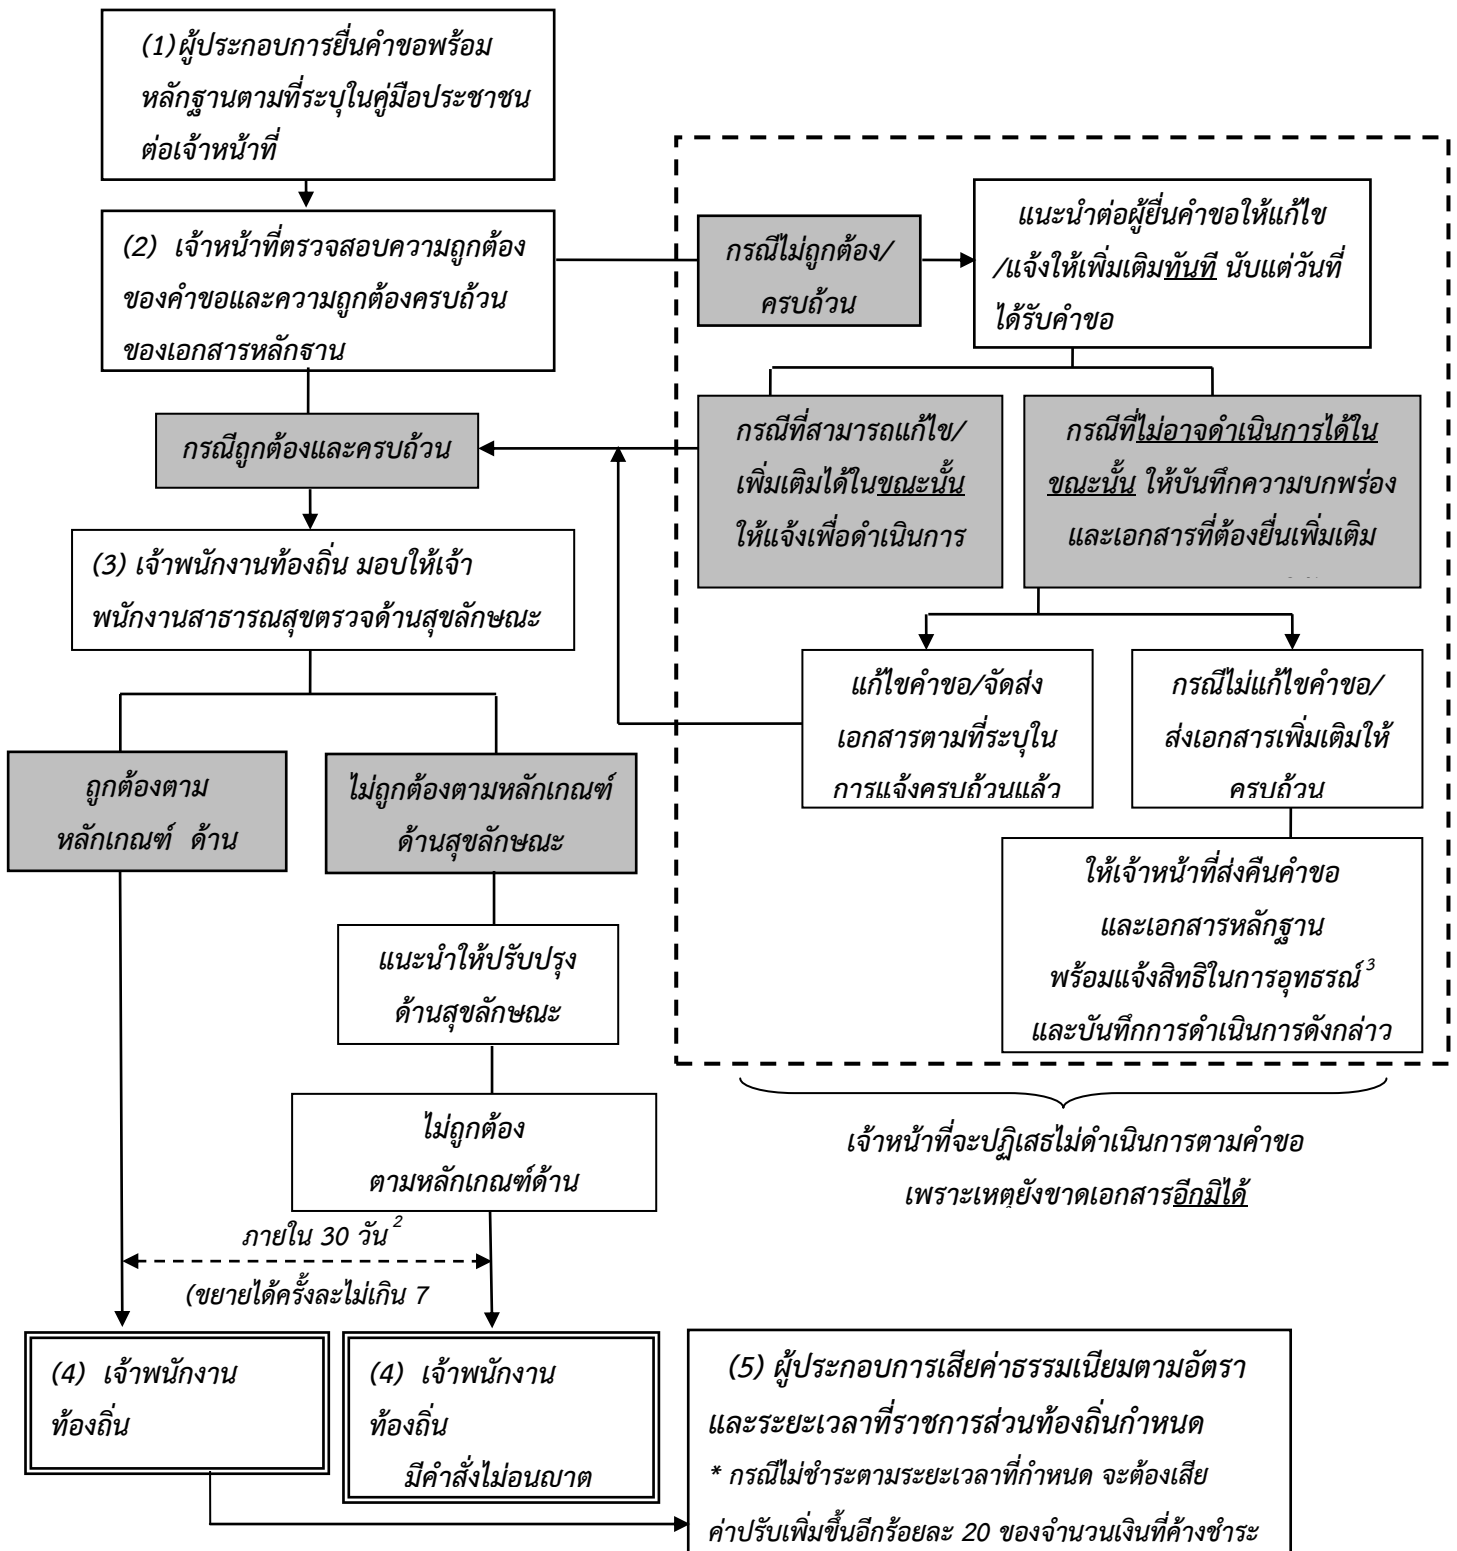 (1)ผู้ประกอบการยื่นคำขอพร้อม
หลักฐานตามที่ระบุในคู่มือประชาชน
ต่อเจ้าหน้าที่
(2) เจ้าหน้าที่ตรวจสอบความถูกต้อง
ของคำขอและความถูกต้องครบถ้วน
ของเอกสารหลักฐาน
กรณีไม่ถูกต้อง/
ครบถ้วน
แนะนำต่อผู้ยื่นคำขอให้แก้ไข
/แจ้งให้เพิ่มเติมทันที นับแต่วันที่
ได้รับคำขอ
กรณีถูกต้องและครบถ้วน
กรณีที่สามารถแก้ไข/
เพิ่มเติมได้ในขณะนั้น
ให้แจ้งเพื่อดำเนินการ
กรณีที่ไม่อาจดำเนินการได้ใน
ขณะนั้น ให้บันทึกความบกพร่อง
และเอกสารที่ต้องยื่นเพิ่มเติม
(3) เจ้าพนักงานท้องถิ่น มอบให้เจ้า
พนักงานสาธารณสุขตรวจด้านสุขลักษณะ
แก้ไขคำขอ/จัดส่ง
เอกสารตามที่ระบุใน
การแจ้งครบถ้วนแล้ว
กรณีไม่แก้ไขคำขอ/
ส่งเอกสารเพิ่มเติมให้
ครบถ้วน
ถูกต้องตาม
หลักเกณฑ์ ด้าน
ไม่ถูกต้องตามหลักเกณฑ์
ด้านสุขลักษณะ
ให้เจ้าหน้าที่ส่งคืนคำขอ
และเอกสารหลักฐาน
พร้อมแจ้งสิทธิในการอุทธรณ์3
และบันทึกการดำเนินการดังกล่าว
แนะนำให้ปรับปรุง
ด้านสุขลักษณะ
ไม่ถูกต้อง
ตามหลักเกณฑ์ด้าน
เจ้าหน้าที่จะปฏิเสธไม่ดำเนินการตามคำขอ
เพราะเหตุยังขาดเอกสารอีกมิได้
ภายใน 30 วัน2
(ขยายได้ครั้งละไม่เกิน 7
(4) เจ้าพนักงาน
ท้องถิ่น
(4) เจ้าพนักงาน
ท้องถิ่น
มีคำสั่งไม่อนุญาต
(5) ผู้ประกอบการเสียค่าธรรมเนียมตามอัตรา
และระยะเวลาที่ราชการส่วนท้องถิ่นกำหนด
* กรณีไม่ชำระตามระยะเวลาที่กำหนด จะต้องเสีย
ค่าปรับเพิ่มขึ้นอีกร้อยละ 20 ของจำนวนเงินที่ค้างชำระ